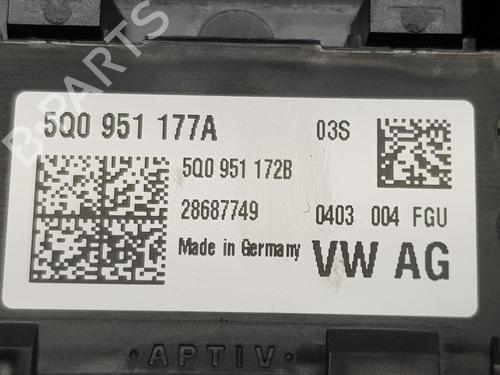 5Q0 951 177A
03S
5Q0 951 172B
28687749
0403 004 FGU
Made in Germany
VW AG
· APTIV ·
B-PARTS